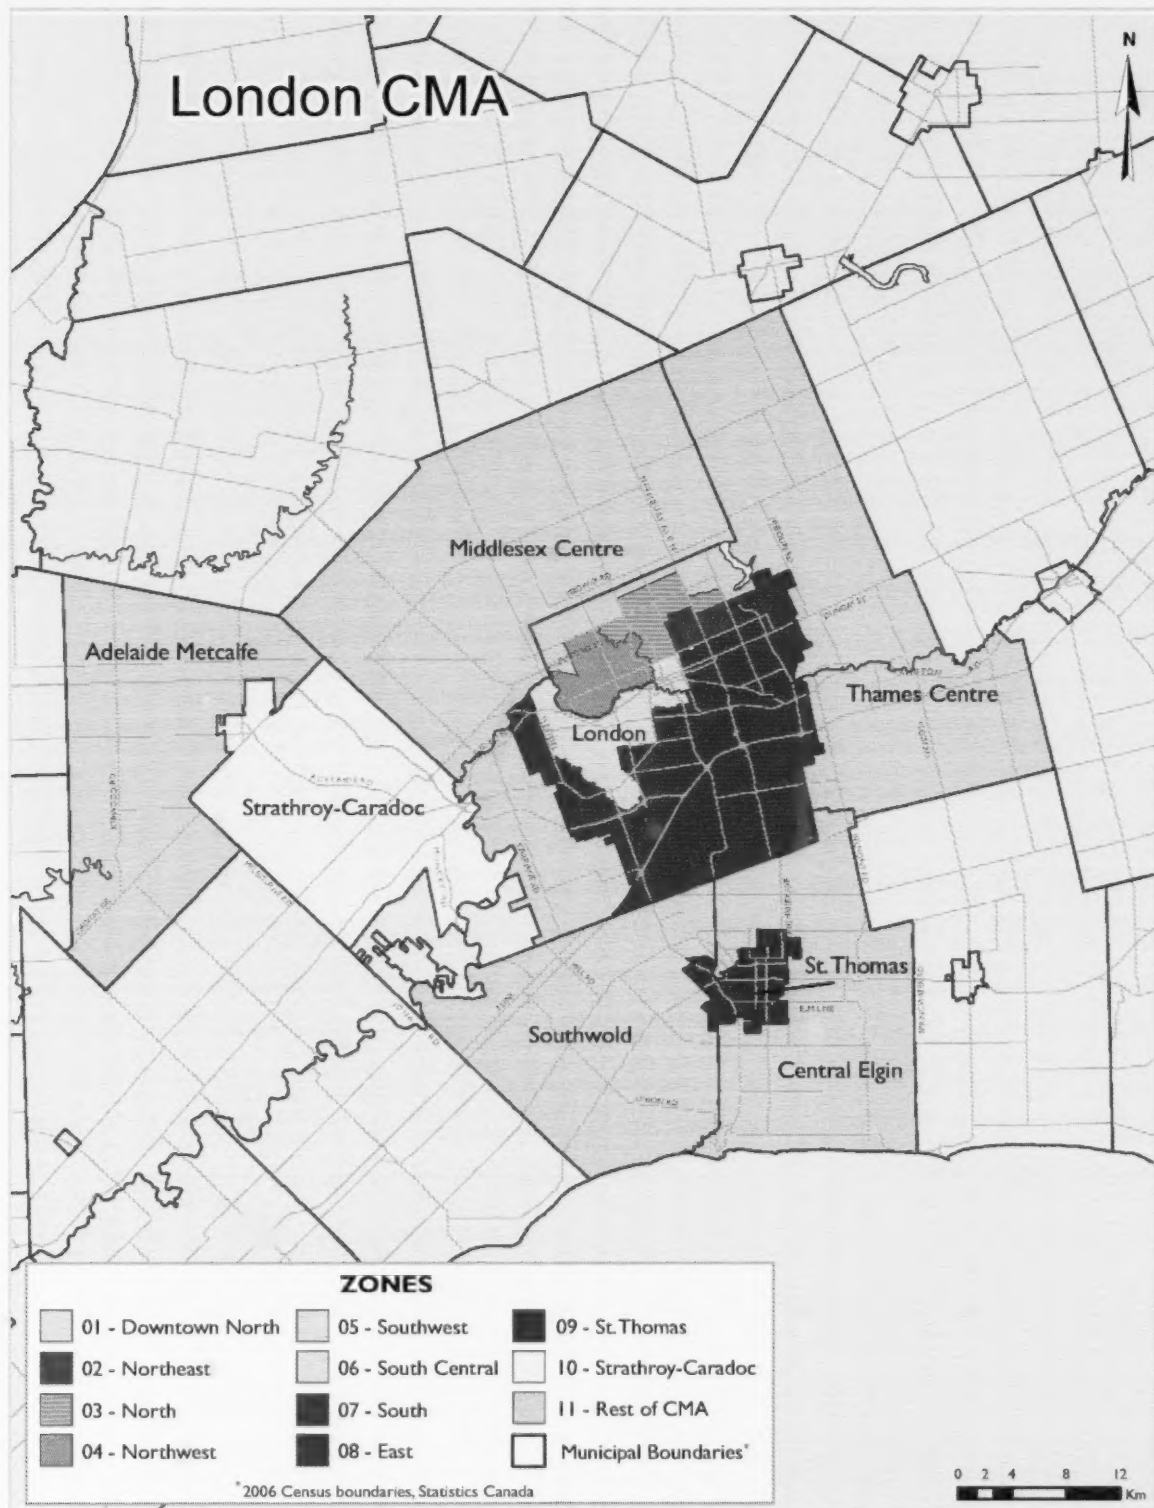 N
London CMA
Middlesex Centre
Adelaide Metcalfe
Thames Centre
London
Strathroy-Caradoc
St. Thomas
Southwold
Central Elgin
UNION RD
ZONES
01 - Downtown North
05 - Southwest
09 - St. Thomas
02 - Northeast
06 - South Central
10 - Strathroy-Caradoc
03 - North
07 - South
11 - Rest of CMA
04 - Northwest
08 - East
Municipal Boundaries*
*2006 Census boundaries, Statistics Canada
0 2 4 8 12
Km